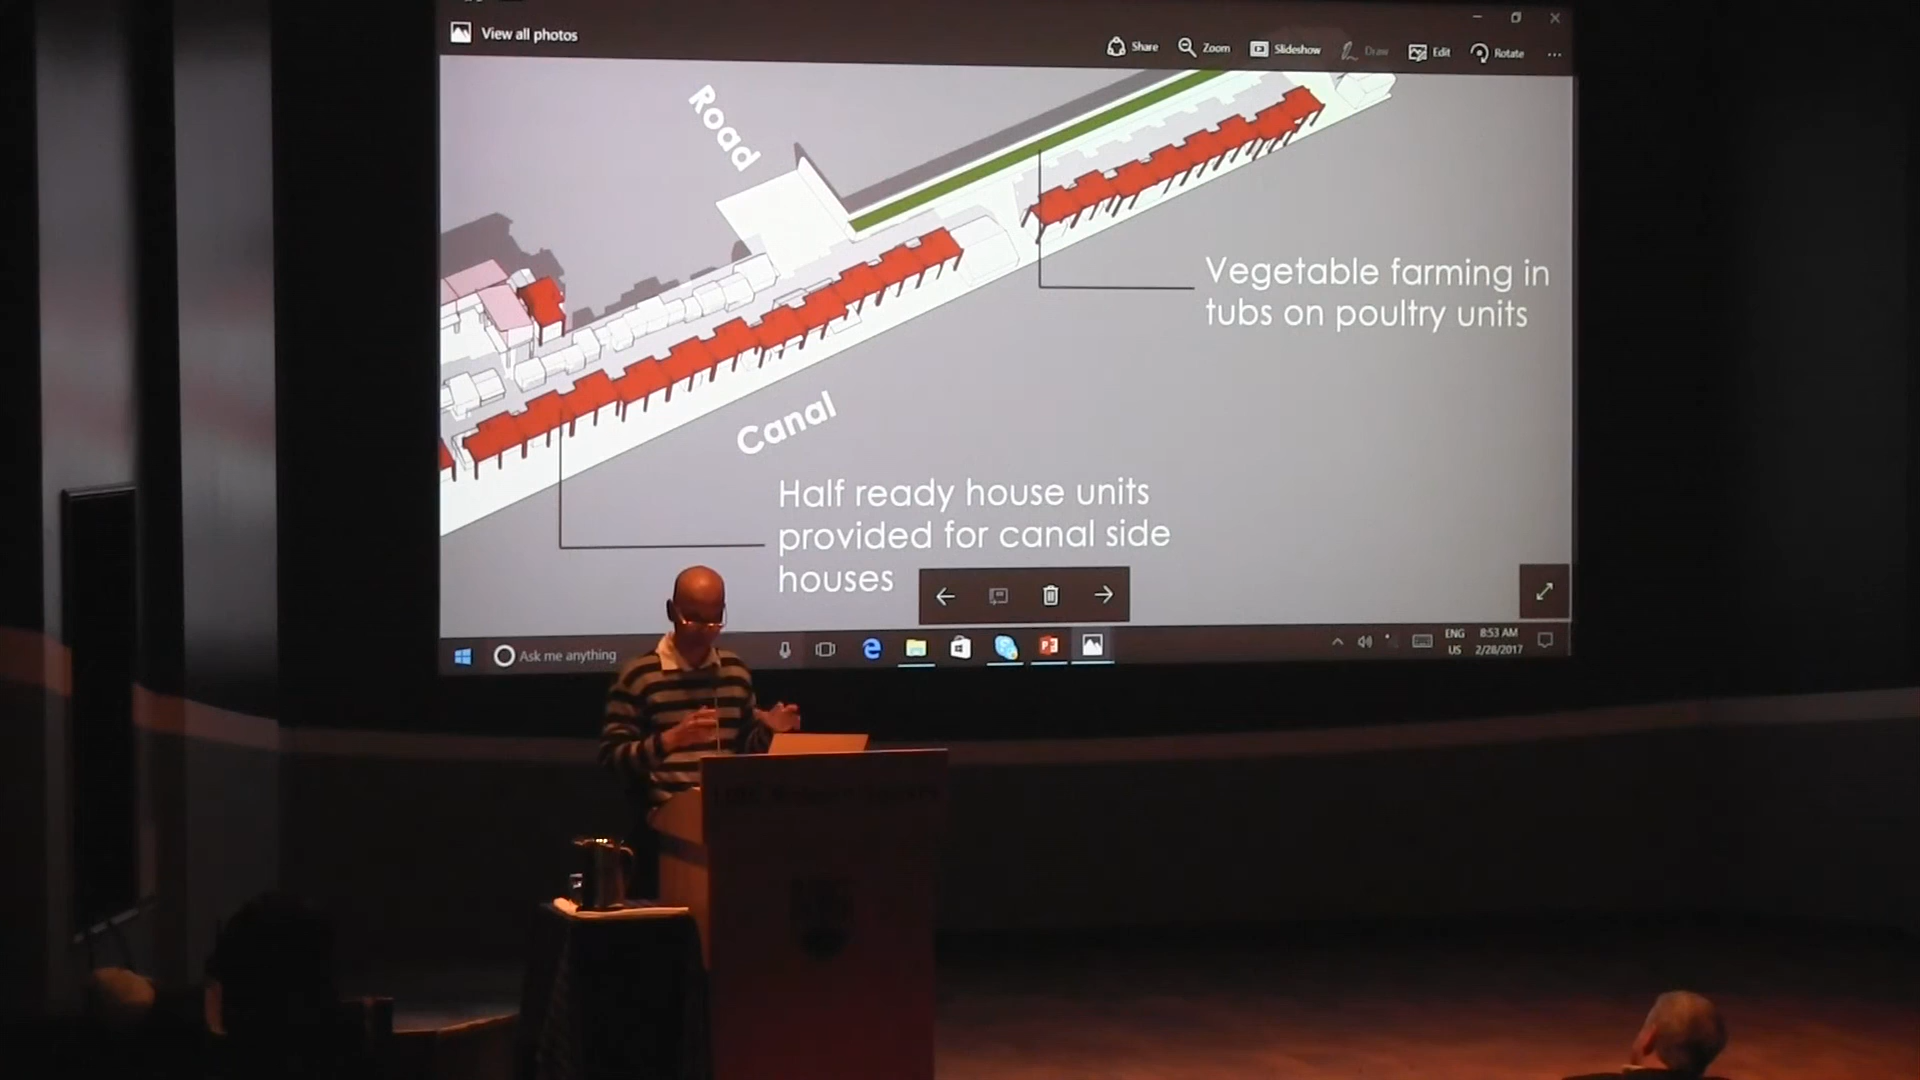 View all photos
Share
Zoom
Slideshow
Draw
Edit
Rotate
Road
Vegetable farming in
tubs on poultry units
Canal
Half ready house units
provided for canal side
houses
Ask me anything
ENG
US
8:53 AM
2/28/2017